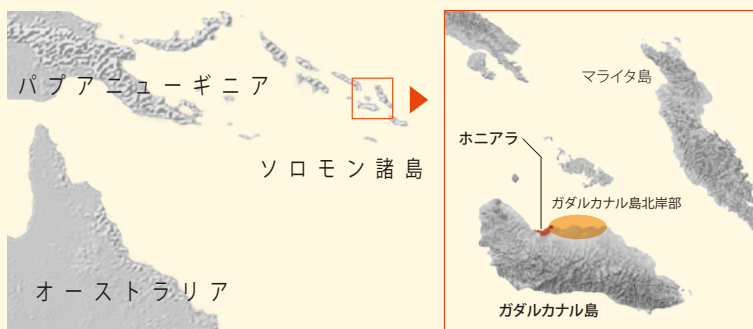 パプアニューギニア
ソロモン諸島
オーストラリア
マライタ島
ホニアラ
ガダルカナル島北岸部
ガダルカナル島